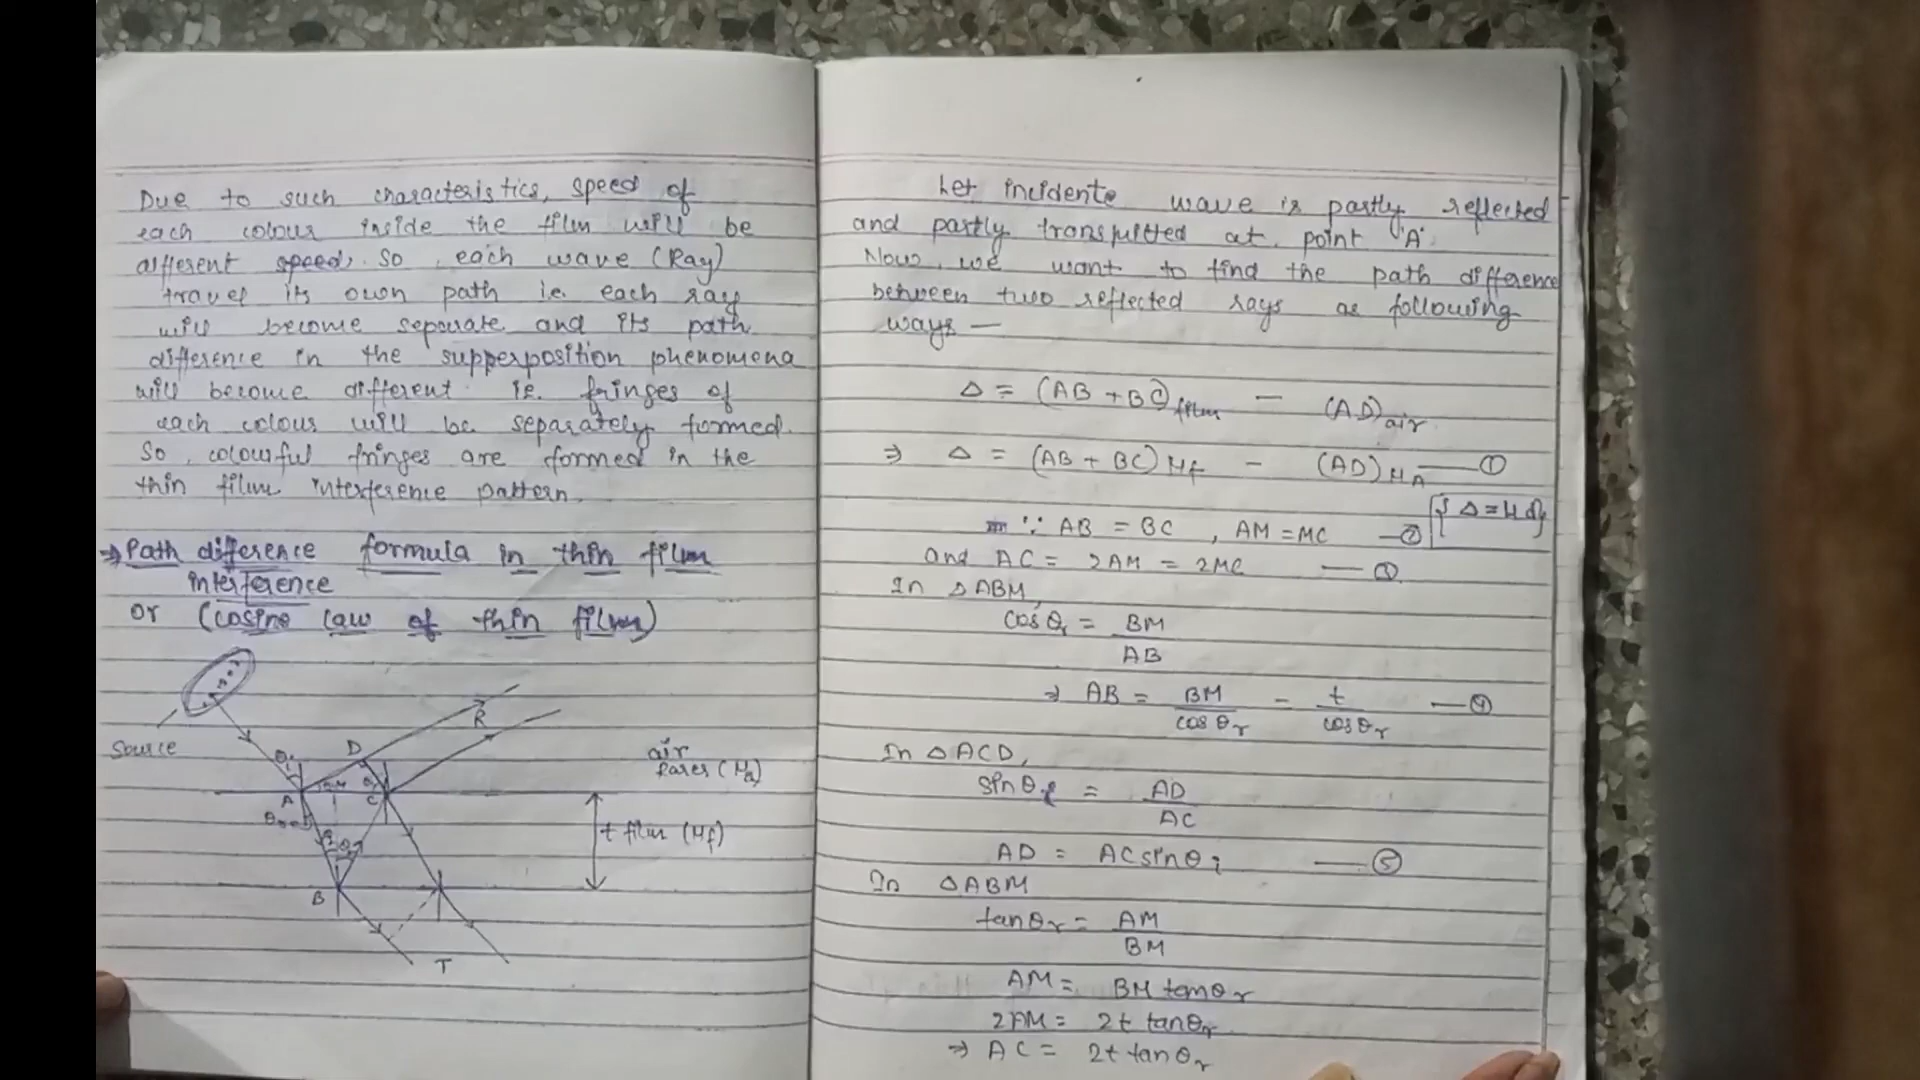 Due to such characteristics, speed of
each colour inside the film will be
different speed. So, each wave (Ray)
travel its own path i.e. each ray
will become separate and its path
difference in the supperposition phenomena
will become different. i.e. fringes of
each colour will be separately formed.
So, colourful fringes are formed in the
thin film interference pattern.
⇒ Path difference formula in thin film
interference
or (cosine law of thin film)
Source
θi
D
R
air
(μa)
A
M
C
t film (μf)
B
T
Let incidente wave is partly reflected
and partly transmitted at point 'A'.
Now, we want to find the path difference
between two reflected rays as following
ways —
Δ = (AB + BC)film − (AD)air
⇒ Δ = (AB + BC) μf − (AD) μA — ①
{Δ = μ
∵ AB = BC , AM = MC — ②
and AC = 2AM = 2MC — ③
In ΔABM,
cos θr = BM
AB
⇒ AB = BM/cos θr = t/cos θr — ④
In ΔACD,
sin θi = AD
AC
AD = AC sin θi — ⑤
In ΔABM
tan θr = AM
BM
AM = BM tan θr
2AM = 2t tan θr
⇒ AC = 2t tan θr